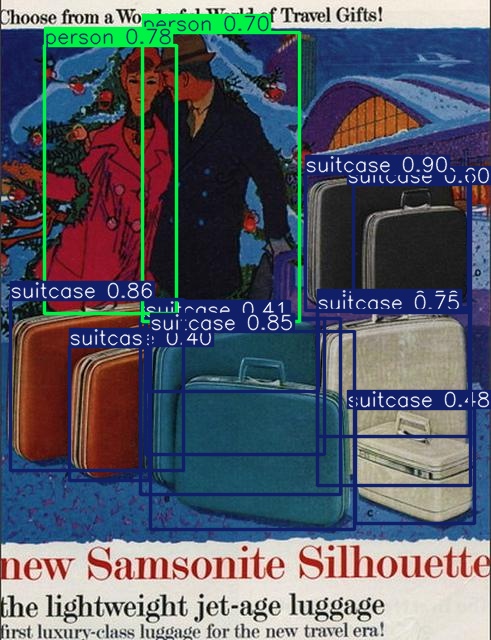 Choose from a Wonderful World of Travel Gifts!
person 0.70
person 0.78
suitcase 0.90
suitcase 0.60
suitcase 0.86
suitcase 0.41
suitcase 0.75
suitcase 0.85
suitcase 0.40
suitcase 0.48
C
new Samsonite Silhouette
the lightweight jet-age luggage
first luxury-class luggage for the new travel era!